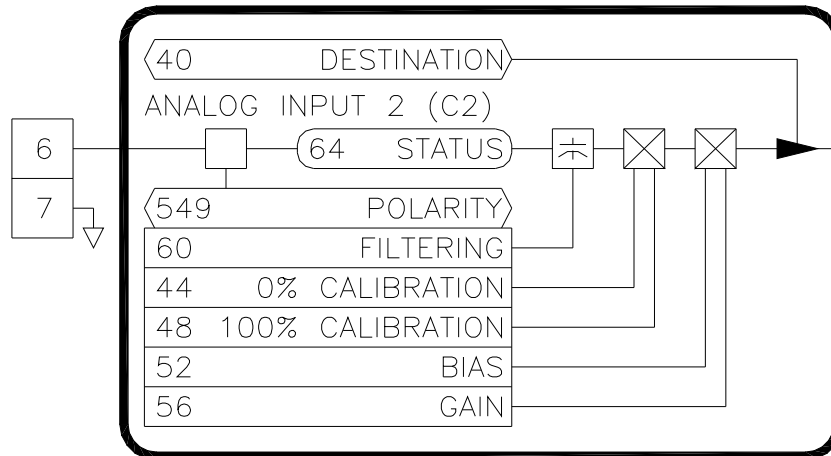 40 DESTINATION
ANALOG INPUT 2 (C2)
6
64 STATUS
7
549 POLARITY
60 FILTERING
44 0% CALIBRATION
48 100% CALIBRATION
52 BIAS
56 GAIN